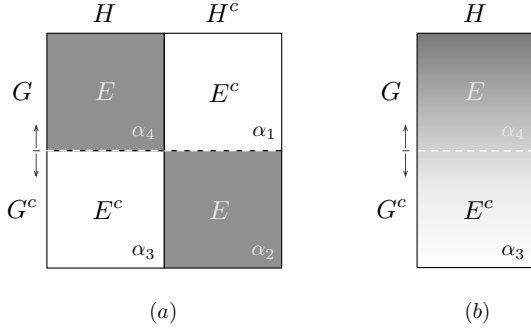 H H^c H
G E E^c G E
α_4 α_1 α_4
G^c E^c E G^c E^c
α_3 α_2 α_3
(a) (b)